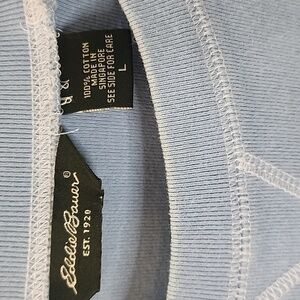 100% COTTON
MADE IN
SINGAPORE
SEE SIDE FOR CARE
L
Eddie Bauer®
EST. 1920